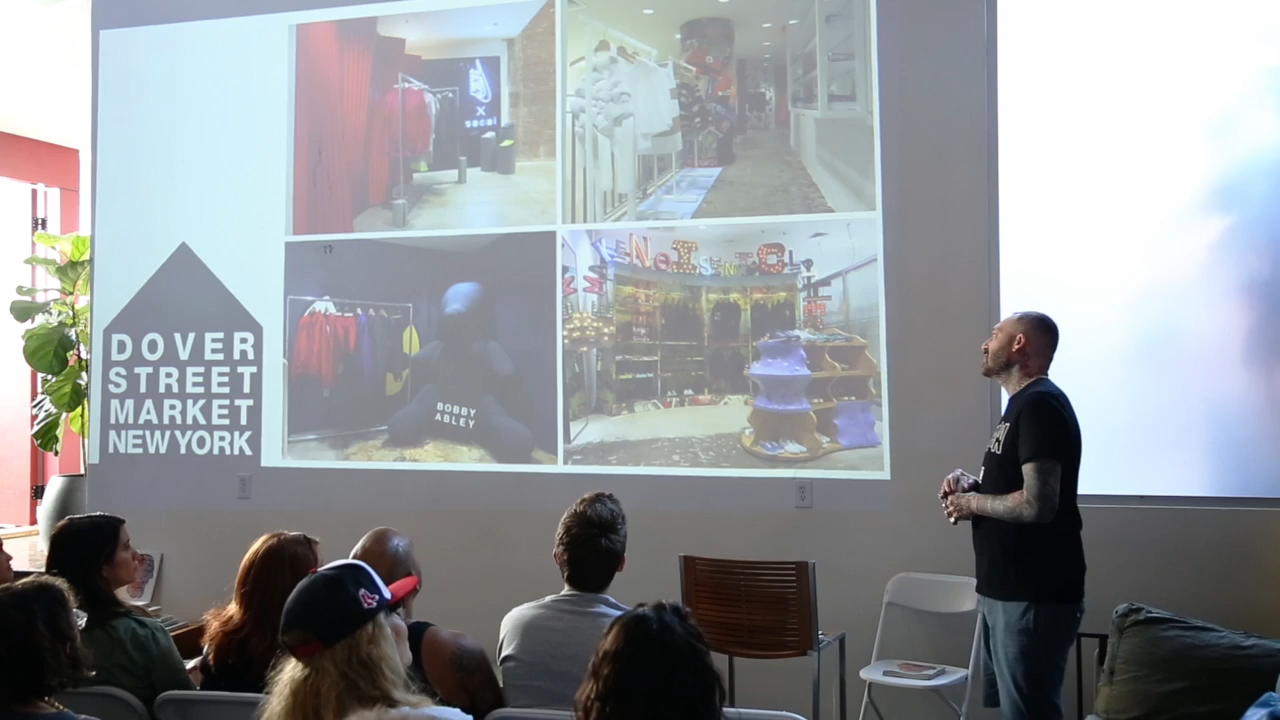 DOVER
STREET
MARKET
NEW YORK
x
sacai
BOBBY
ABLEY